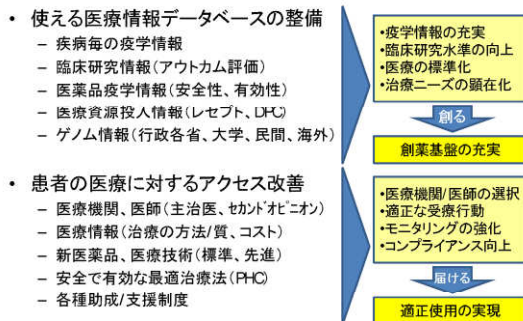 • 使える医療情報データベースの整備
– 疾病毎の疫学情報
– 臨床研究情報(アウトカム評価)
– 医薬品疫学情報(安全性、有効性)
– 医療資源投入情報(レセプト、DPC)
– ゲノム情報(行政各省、大学、民間、海外)
•疫学情報の充実
•臨床研究水準の向上
•医療の標準化
•治療ニーズの顕在化
創る
創薬基盤の充実
• 患者の医療に対するアクセス改善
– 医療機関、医師(主治医、セカンドオピニオン)
– 医療情報(治療の方法/質、コスト)
– 新医薬品、医療技術(標準、先進)
– 安全で有効な最適治療法(PHC)
– 各種助成/支援制度
•医療機関/医師の選択
•適正な受療行動
•モニタリングの強化
•コンプライアンス向上
届ける
適正使用の実現